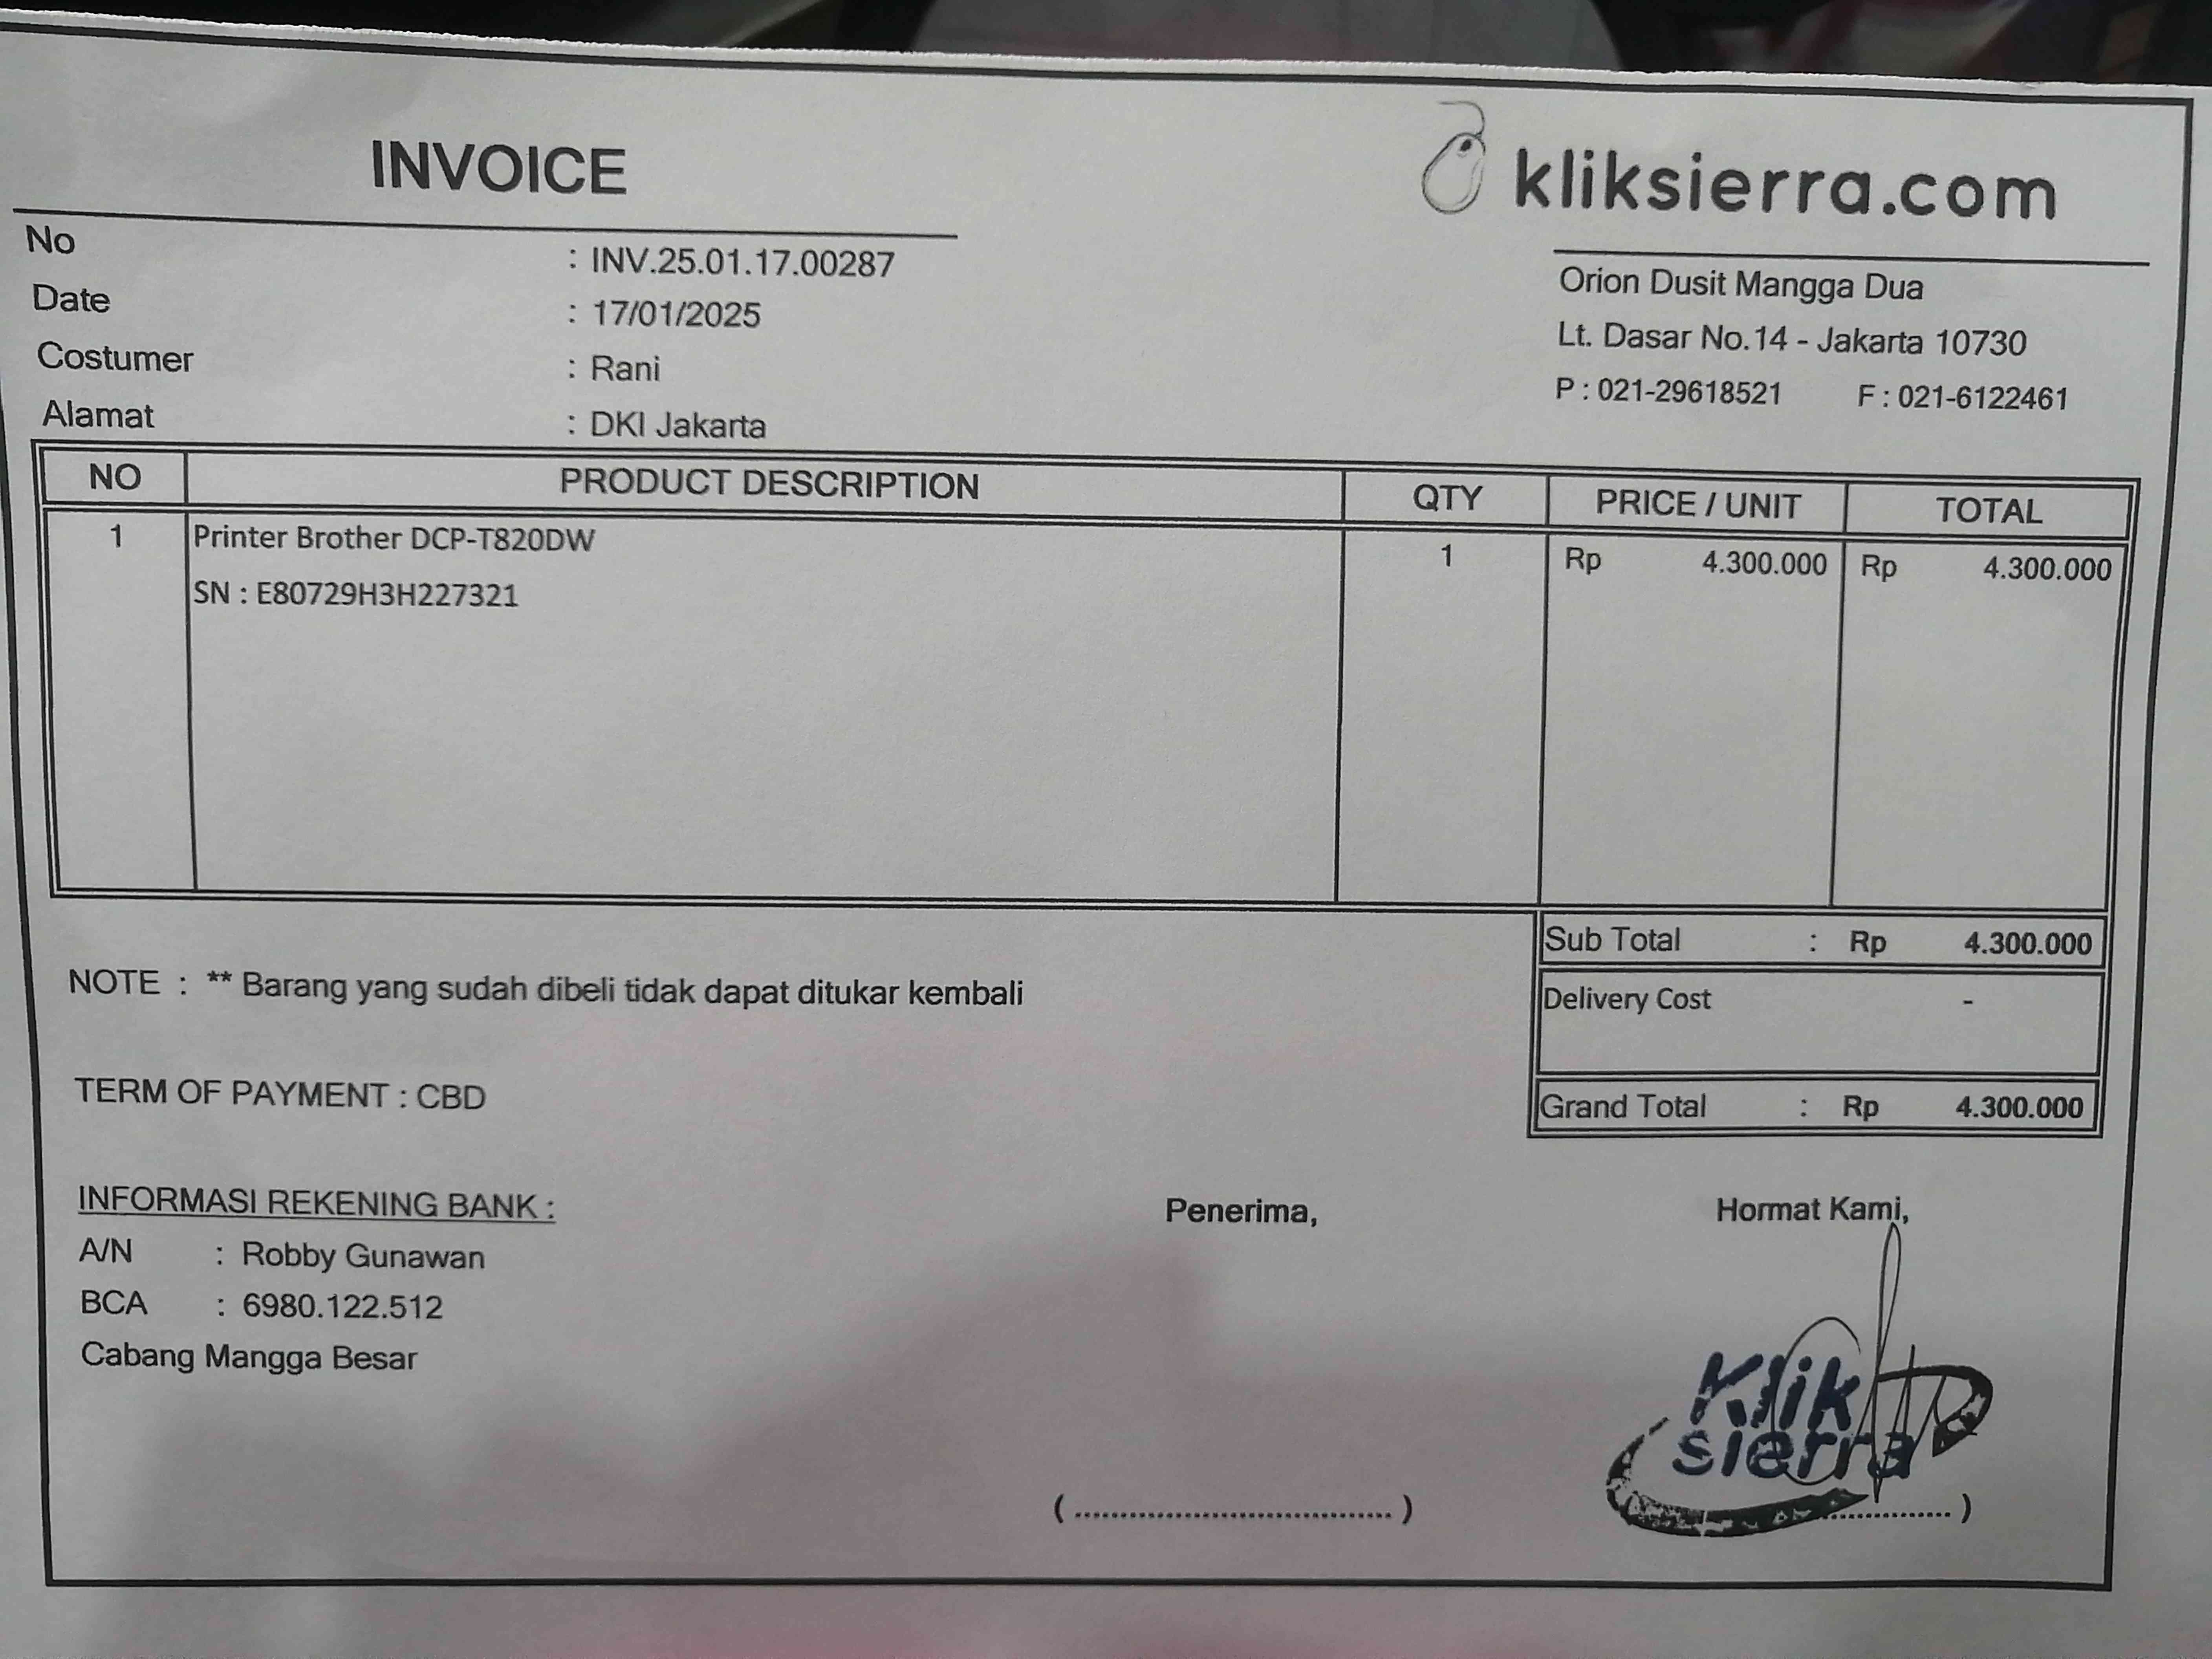 INVOICE
kliksierra.com
No : INV.25.01.17.00287
Date : 17/01/2025
Costumer : Rani
Alamat : DKI Jakarta
Orion Dusit Mangga Dua
Lt. Dasar No.14 - Jakarta 10730
P : 021-29618521 F : 021-6122461
NO PRODUCT DESCRIPTION QTY PRICE / UNIT TOTAL
1 Printer Brother DCP-T820DW 1 Rp 4.300.000 Rp 4.300.000
SN : E80729H3H227321
Sub Total : Rp 4.300.000
NOTE : ** Barang yang sudah dibeli tidak dapat ditukar kembali
Delivery Cost -
TERM OF PAYMENT : CBD
Grand Total : Rp 4.300.000
INFORMASI REKENING BANK :
A/N : Robby Gunawan
BCA : 6980.122.512
Cabang Mangga Besar
Penerima,
(....................................)
Hormat Kami,
Klik
sierra
..............)